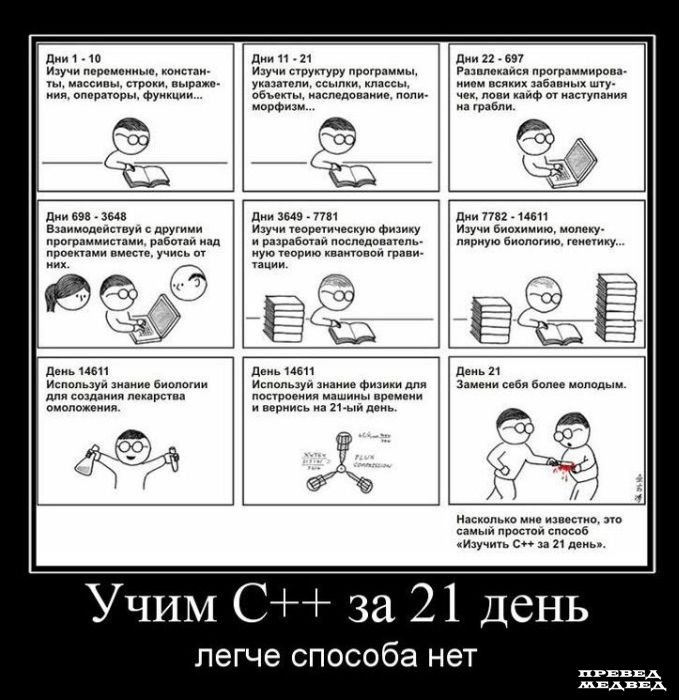 Дни 1 - 10
Изучи переменные, констан-
ты, массивы, строки, выраже-
ния, операторы, функции...
Дни 11 - 21
Изучи структуру программы,
указатели, ссылки, классы,
объекты, наследование, поли-
морфизм...
Дни 22 - 697
Развлекайся программирова-
нием всяких забавных шту-
чек, лови кайф от наступания
на грабли.
Дни 698 - 3648
Взаимодействуй с другими
программистами, работай над
проектами вместе, учись от
них.
Дни 3649 - 7781
Изучи теоретическую физику
и разработай последователь-
ную теорию квантовой грави-
тации.
Дни 7782 - 14611
Изучи биохимию, молеку-
лярную биологию, генетику...
День 14611
Используй знание биологии
для создания лекарства
омоложения.
День 14611
Используй знание физики для
построения машины времени
и вернись на 21-ый день.
FLUX
День 21
Замени себя более молодым.
Насколько мне известно, это
самый простой способ
«Изучить С++ за 21 день».
Учим С++ за 21 день
легче способа нет
ПРЕВЕД
МЕДВЕД